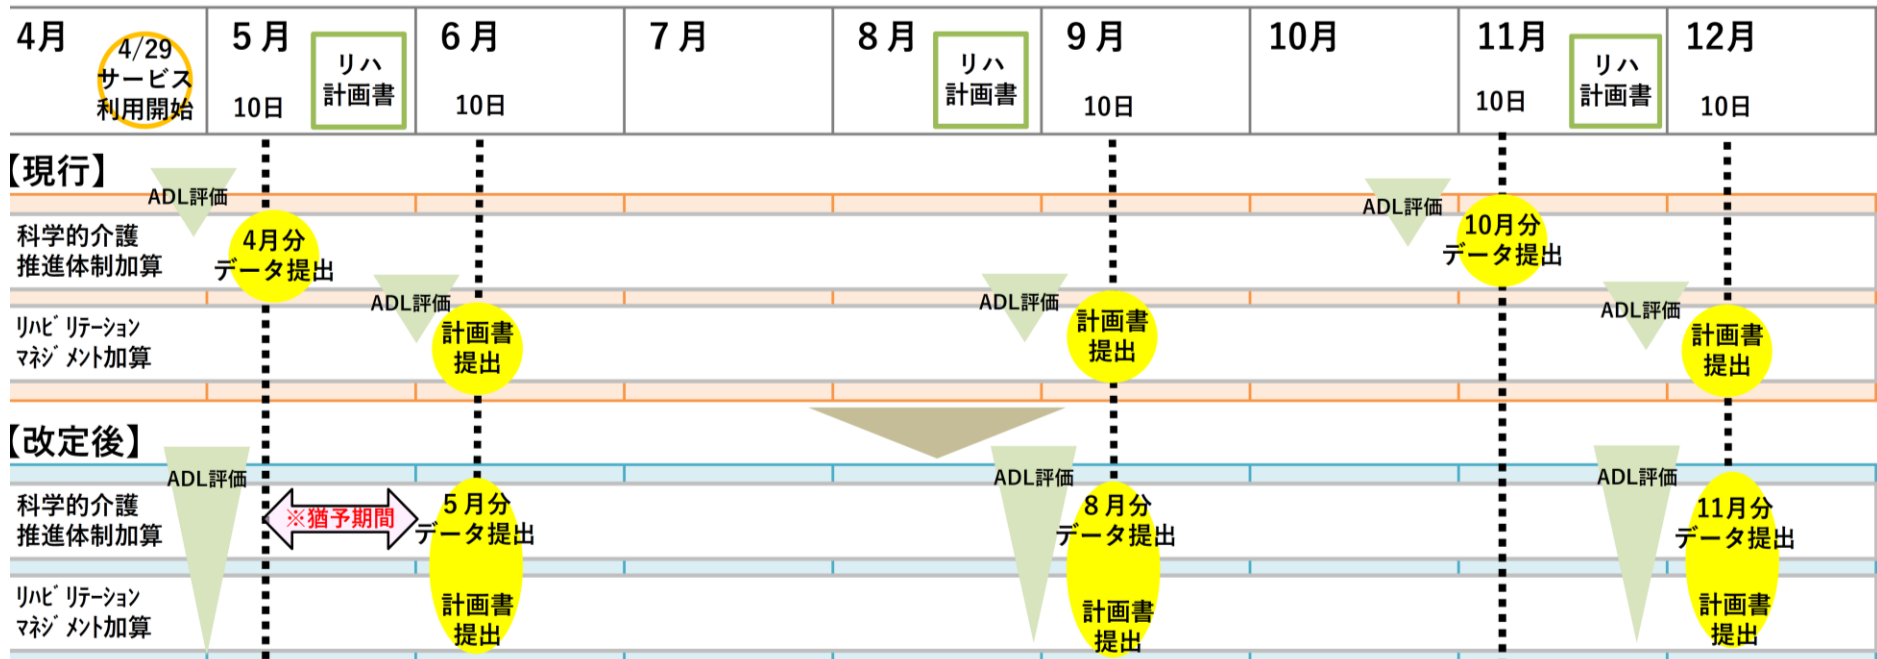 4月
4/29
サービス
利用開始
5月
10日
リハ
計画書
6月
10日
7月
8月
リハ
計画書
9月
10日
10月
11月
10日
リハ
計画書
12月
10日
【現行】
ADL評価
ADL評価
科学的介護
推進体制加算
4月分
データ提出
10月分
データ提出
ADL評価
ADL評価
ADL評価
リハビリテーション
マネジメント加算
計画書
提出
計画書
提出
計画書
提出
【改定後】
ADL評価
ADL評価
ADL評価
科学的介護
推進体制加算
※猶予期間
5月分
データ提出
8月分
データ提出
11月分
データ提出
リハビリテーション
マネジメント加算
計画書
提出
計画書
提出
計画書
提出